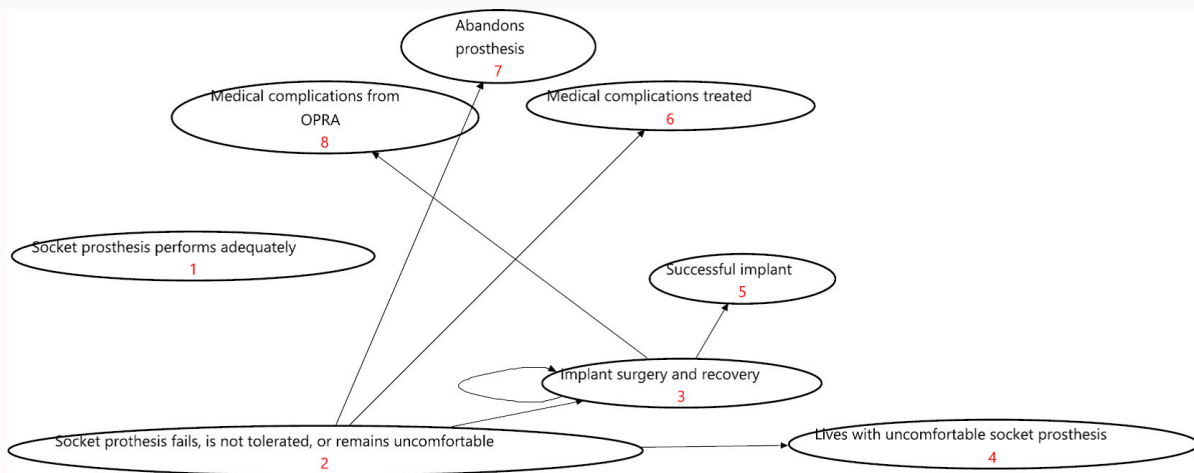 Abandons
prosthesis
7
Medical complications from
OPRA
8
Medical complications treated
6
Socket prosthesis performs adequately
1
Successful implant
5
Implant surgery and recovery
3
Socket prothesis fails, is not tolerated, or remains uncomfortable
2
Lives with uncomfortable socket prosthesis
4